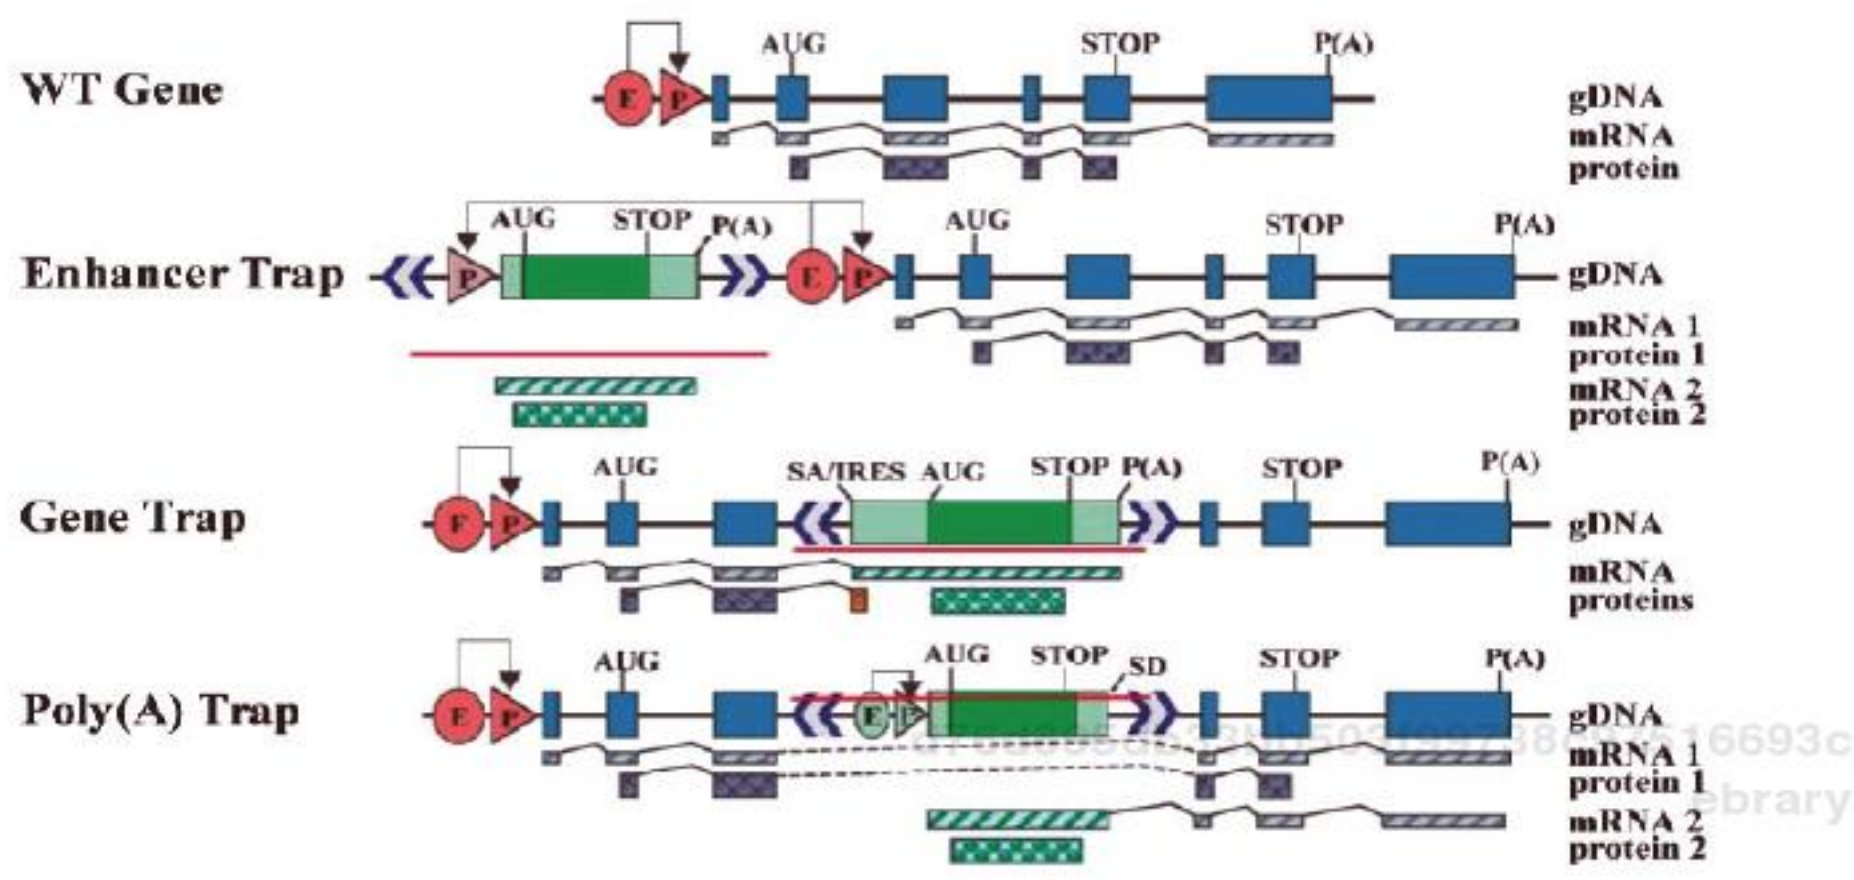 AUG STOP P(A)
WT Gene E P gDNA
mRNA
protein
AUG STOP P(A) AUG STOP P(A)
Enhancer Trap P E P gDNA
mRNA 1
protein 1
mRNA 2
protein 2
AUG SA/IRES AUG STOP P(A) STOP P(A)
Gene Trap E P gDNA
mRNA
proteins
AUG AUG STOP SD STOP P(A)
Poly(A) Trap E P E P gDNA
mRNA 1
protein 1
ebrary
mRNA 2
protein 2